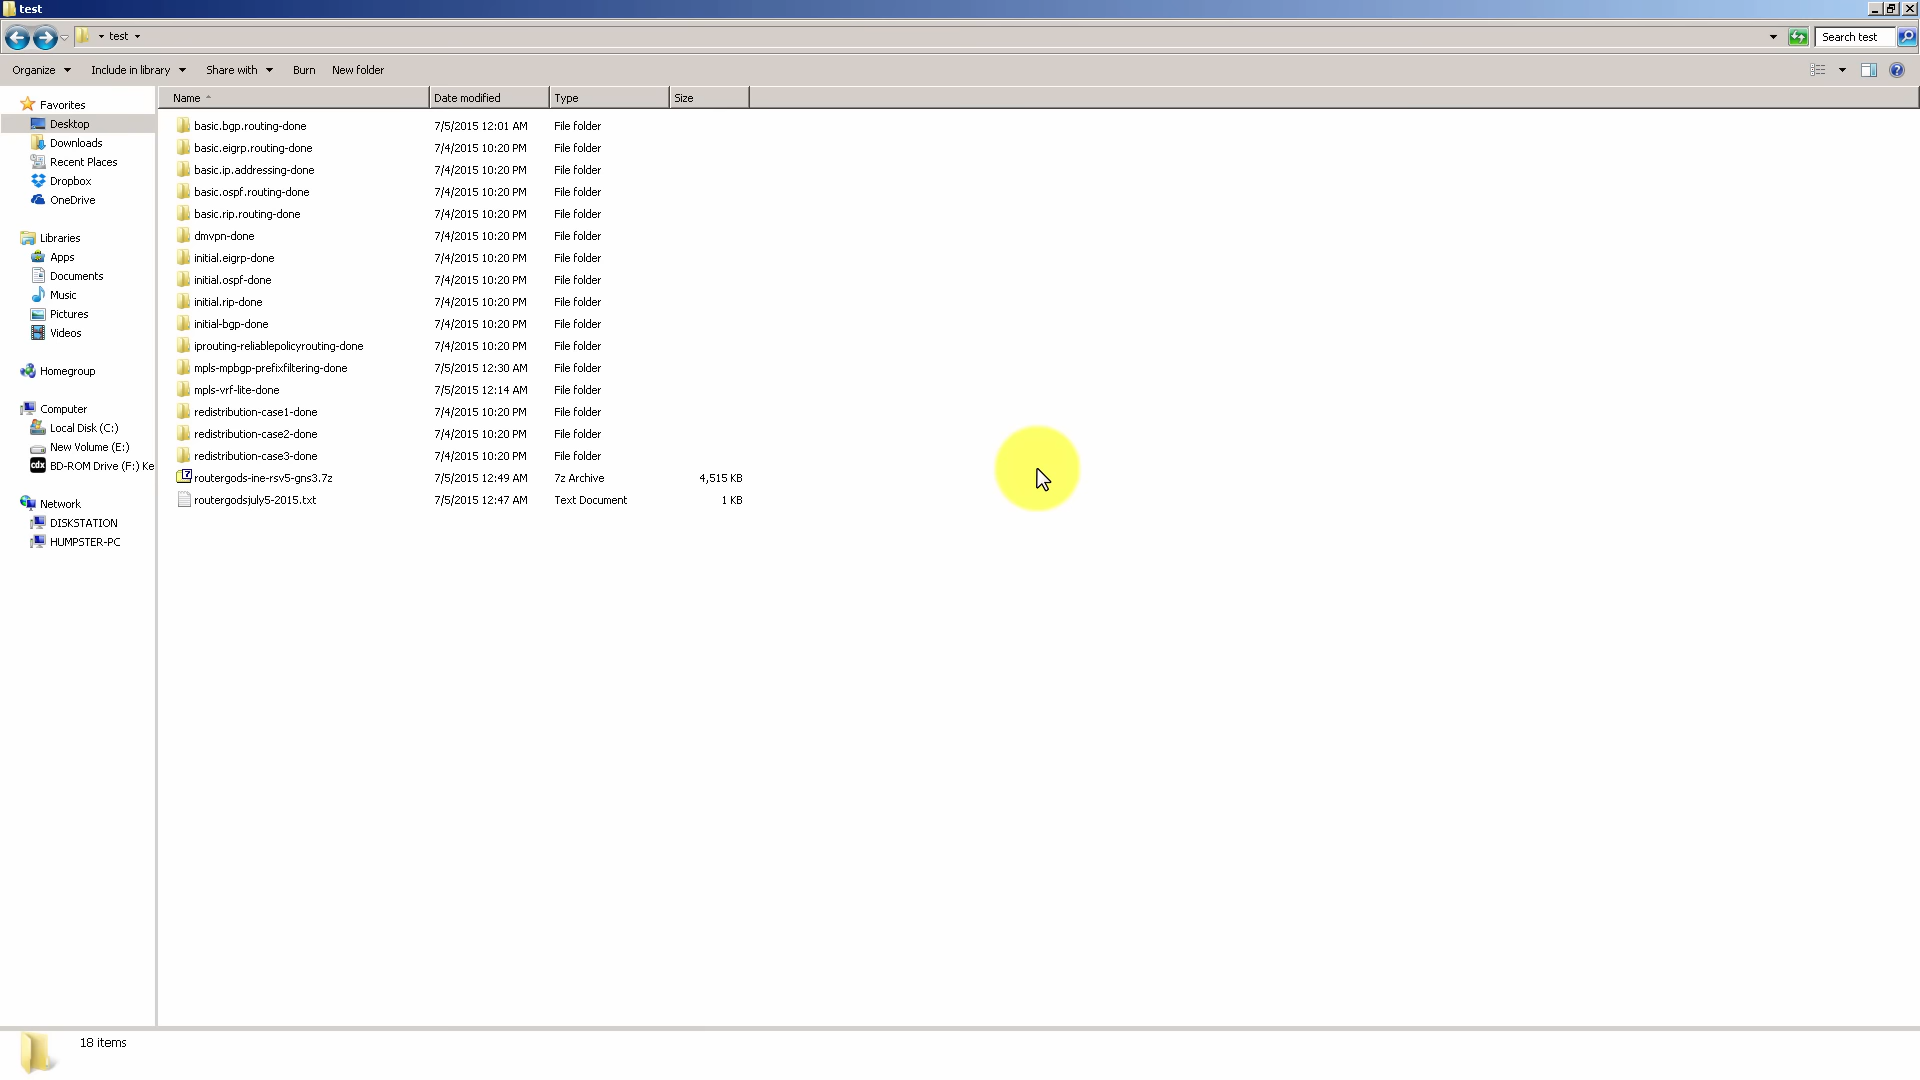 test
test
Search test
Organize Include in library Share with Burn New folder
Name Date modified Type Size
Favorites
Desktop
Downloads
Recent Places
Dropbox
OneDrive
Libraries
Apps
Documents
Music
Pictures
Videos
Homegroup
Computer
Local Disk (C:)
New Volume (E:)
cdx BD-ROM Drive (F:) Ke
Network
DISKSTATION
HUMPSTER-PC
basic.bgp.routing-done 7/5/2015 12:01 AM File folder
basic.eigrp.routing-done 7/4/2015 10:20 PM File folder
basic.ip.addressing-done 7/4/2015 10:20 PM File folder
basic.ospf.routing-done 7/4/2015 10:20 PM File folder
basic.rip.routing-done 7/4/2015 10:20 PM File folder
dmvpn-done 7/4/2015 10:20 PM File folder
initial.eigrp-done 7/4/2015 10:20 PM File folder
initial.ospf-done 7/4/2015 10:20 PM File folder
initial.rip-done 7/4/2015 10:20 PM File folder
initial-bgp-done 7/4/2015 10:20 PM File folder
iprouting-reliablepolicyrouting-done 7/4/2015 10:20 PM File folder
mpls-mpbgp-prefixfiltering-done 7/5/2015 12:30 AM File folder
mpls-vrf-lite-done 7/5/2015 12:14 AM File folder
redistribution-case1-done 7/4/2015 10:20 PM File folder
redistribution-case2-done 7/4/2015 10:20 PM File folder
redistribution-case3-done 7/4/2015 10:20 PM File folder
routergods-ine-rsv5-gns3.7z 7/5/2015 12:49 AM 7z Archive 4,515 KB
routergodsjuly5-2015.txt 7/5/2015 12:47 AM Text Document 1 KB
18 items